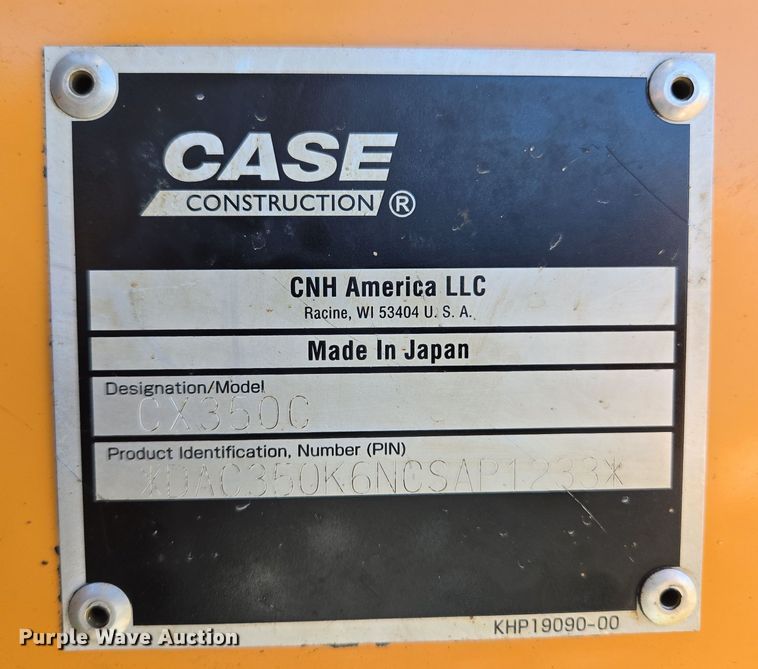 CASE
CONSTRUCTION ®
CNH America LLC
Racine, WI 53404 U. S. A.
Made In Japan
Designation/Model
CX350C
Product Identification, Number (PIN)
*DAC350K6NCSAP1233*
KHP19090-00
Purple Wave Auction